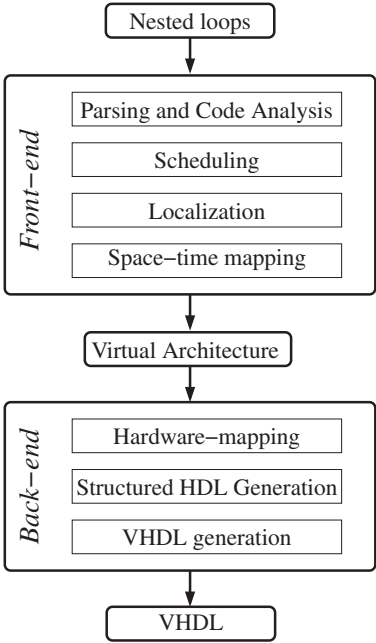 Nested loops
Front−end
Parsing and Code Analysis
Scheduling
Localization
Space−time mapping
Virtual Architecture
Back−end
Hardware−mapping
Structured HDL Generation
VHDL generation
VHDL